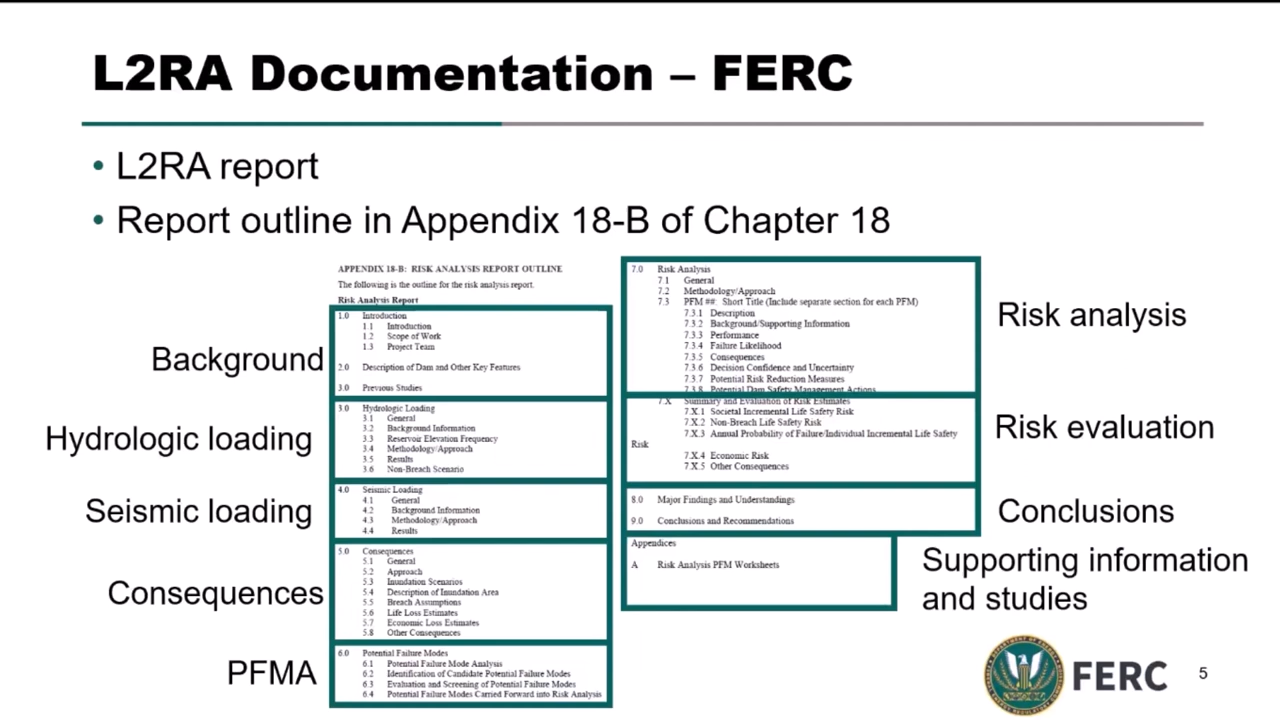 L2RA Documentation – FERC
• L2RA report
• Report outline in Appendix 18-B of Chapter 18
APPENDIX 18-B: RISK ANALYSIS REPORT OUTLINE
The following is the outline for the risk analysis report.
Risk Analysis Report
Background
1.0 Introduction
1.1 Introduction
1.2 Scope of Work
1.3 Project Team
2.0 Description of Dam and Other Key Features
3.0 Previous Studies
Hydrologic loading
3.0 Hydrologic Loading
3.1 General
3.2 Background Information
3.3 Reservoir Elevation Frequency
3.4 Methodology/Approach
3.5 Results
3.6 Non-Breach Scenario
Seismic loading
4.0 Seismic Loading
4.1 General
4.2 Background Information
4.3 Methodology/Approach
4.4 Results
Consequences
5.0 Consequences
5.1 General
5.2 Approach
5.3 Inundation Scenarios
5.4 Description of Inundation Area
5.5 Breach Assumptions
5.6 Life Loss Estimates
5.7 Economic Loss Estimates
5.8 Other Consequences
PFMA
6.0 Potential Failure Modes
6.1 Potential Failure Mode Analysis
6.2 Identification of Candidate Potential Failure Modes
6.3 Evaluation and Screening of Potential Failure Modes
6.4 Potential Failure Modes Carried Forward into Risk Analysis
7.0 Risk Analysis
7.1 General
7.2 Methodology/Approach
7.3 PFM ##: Short Title (Include separate section for each PFM)
7.3.1 Description
7.3.2 Background/Supporting Information
7.3.3 Performance
7.3.4 Failure Likelihood
7.3.5 Consequences
7.3.6 Decision Confidence and Uncertainty
7.3.7 Potential Risk Reduction Measures
7.3.8 Potential Dam Safety Management Actions
Risk analysis
7.X Summary and Evaluation of Risk Estimates
7.X.1 Societal Incremental Life Safety Risk
7.X.2 Non-Breach Life Safety Risk
7.X.3 Annual Probability of Failure/Individual Incremental Life Safety
Risk
7.X.4 Economic Risk
7.X.5 Other Consequences
Risk evaluation
8.0 Major Findings and Understandings
9.0 Conclusions and Recommendations
Conclusions
Appendices
A Risk Analysis PFM Worksheets
Supporting information
and studies
FERC
5